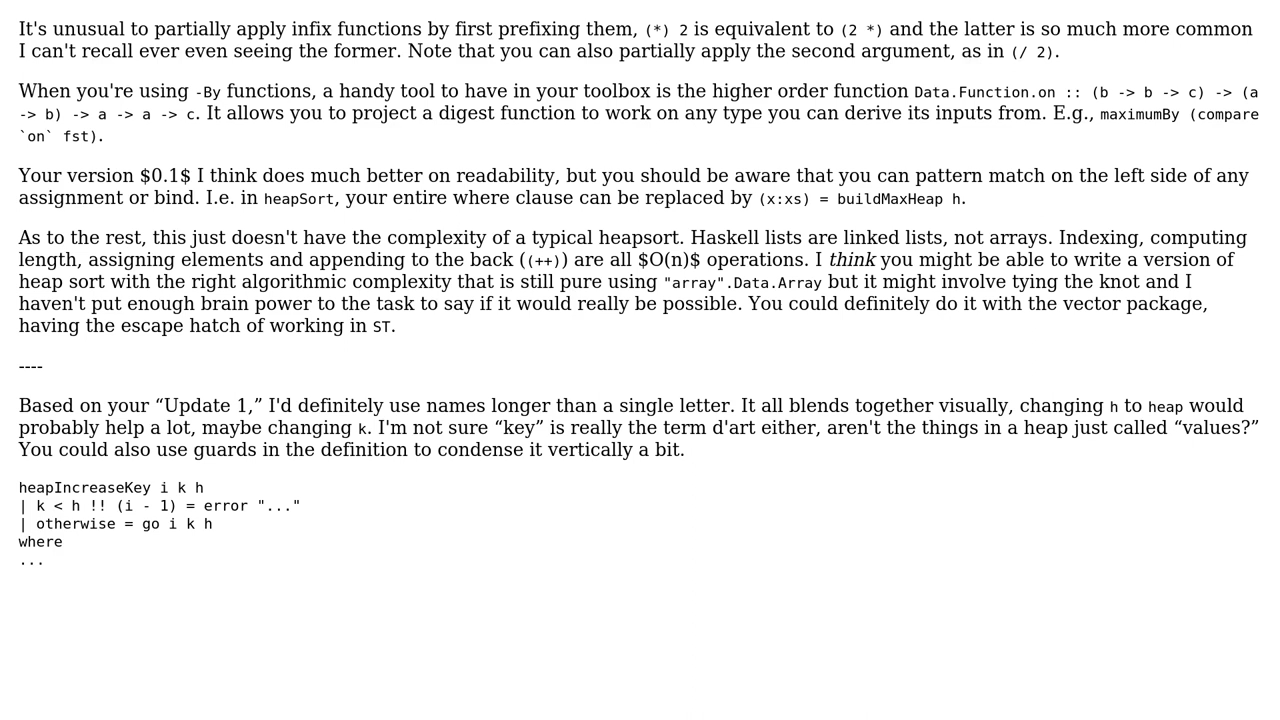 It's unusual to partially apply infix functions by first prefixing them, (*) 2 is equivalent to (2 *) and the latter is so much more common
I can't recall ever even seeing the former. Note that you can also partially apply the second argument, as in (/ 2).
When you're using -By functions, a handy tool to have in your toolbox is the higher order function Data.Function.on :: (b -> b -> c) -> (a
-> b) -> a -> a -> c. It allows you to project a digest function to work on any type you can derive its inputs from. E.g., maximumBy (compare
`on` fst).
Your version $0.1$ I think does much better on readability, but you should be aware that you can pattern match on the left side of any
assignment or bind. I.e. in heapSort, your entire where clause can be replaced by (x:xs) = buildMaxHeap h.
As to the rest, this just doesn't have the complexity of a typical heapsort. Haskell lists are linked lists, not arrays. Indexing, computing
length, assigning elements and appending to the back ((++)) are all $O(n)$ operations. I think you might be able to write a version of
heap sort with the right algorithmic complexity that is still pure using "array".Data.Array but it might involve tying the knot and I
haven't put enough brain power to the task to say if it would really be possible. You could definitely do it with the vector package,
having the escape hatch of working in ST.
----
Based on your “Update 1,” I'd definitely use names longer than a single letter. It all blends together visually, changing h to heap would
probably help a lot, maybe changing k. I'm not sure “key” is really the term d'art either, aren't the things in a heap just called “values?”
You could also use guards in the definition to condense it vertically a bit.
heapIncreaseKey i k h
| k < h !! (i - 1) = error "..."
| otherwise = go i k h
where
...